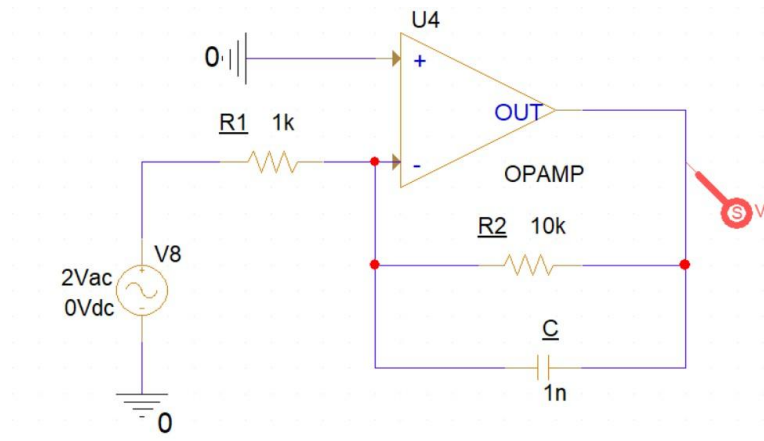 U4
0
+
R1 1k
OUT
-
OPAMP
V
R2 10k
V8
2Vac
0Vdc
+
-
S
C
1n
0